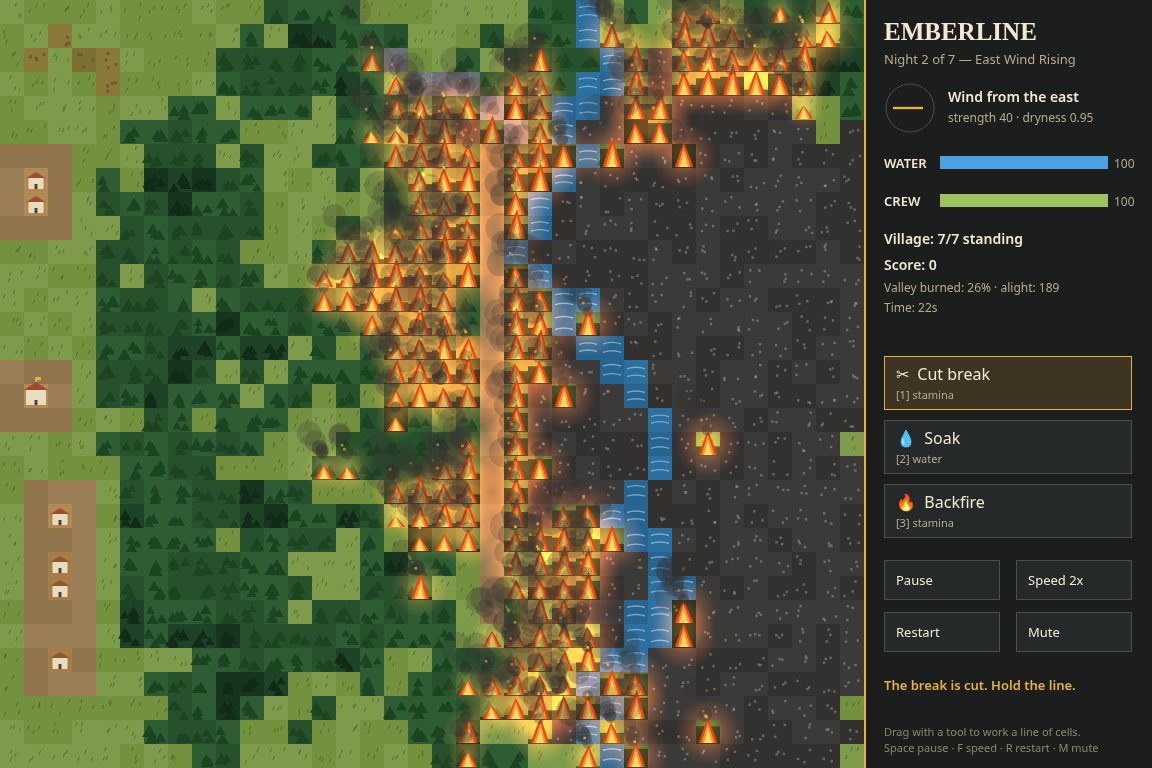 EMBERLINE
Night 2 of 7 — East Wind Rising
Wind from the east
strength 40 · dryness 0.95
WATER 100
CREW 100
Village: 7/7 standing
Score: 0
Valley burned: 26% · alight: 189
Time: 22s
✂ Cut break
[1] stamina
💧 Soak
[2] water
🔥 Backfire
[3] stamina
Pause
Speed 2x
Restart
Mute
The break is cut. Hold the line.
Drag with a tool to work a line of cells.
Space pause · F speed · R restart · M mute